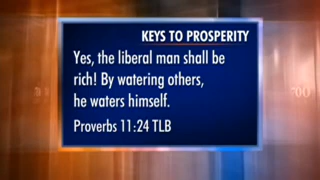 KEYS TO PROSPERITY
Yes, the liberal man shall be
rich! By watering others,
he waters himself.
Proverbs 11:24 TLB